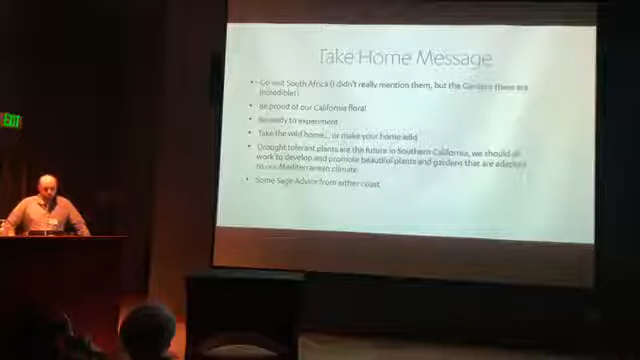 EXIT
Take Home Message
• Go visit South Africa (I didn't really mention them, but the Gardens there are
incredible!)
• Be proud of our California flora!
• Be ready to experiment
• Take the wild home... or make your home wild
• Drought tolerant plants are the future in Southern California, we should all
work to develop and promote beautiful plants and gardens that are adapted
to our Mediterranean climate
• Some Sage Advice from either coast